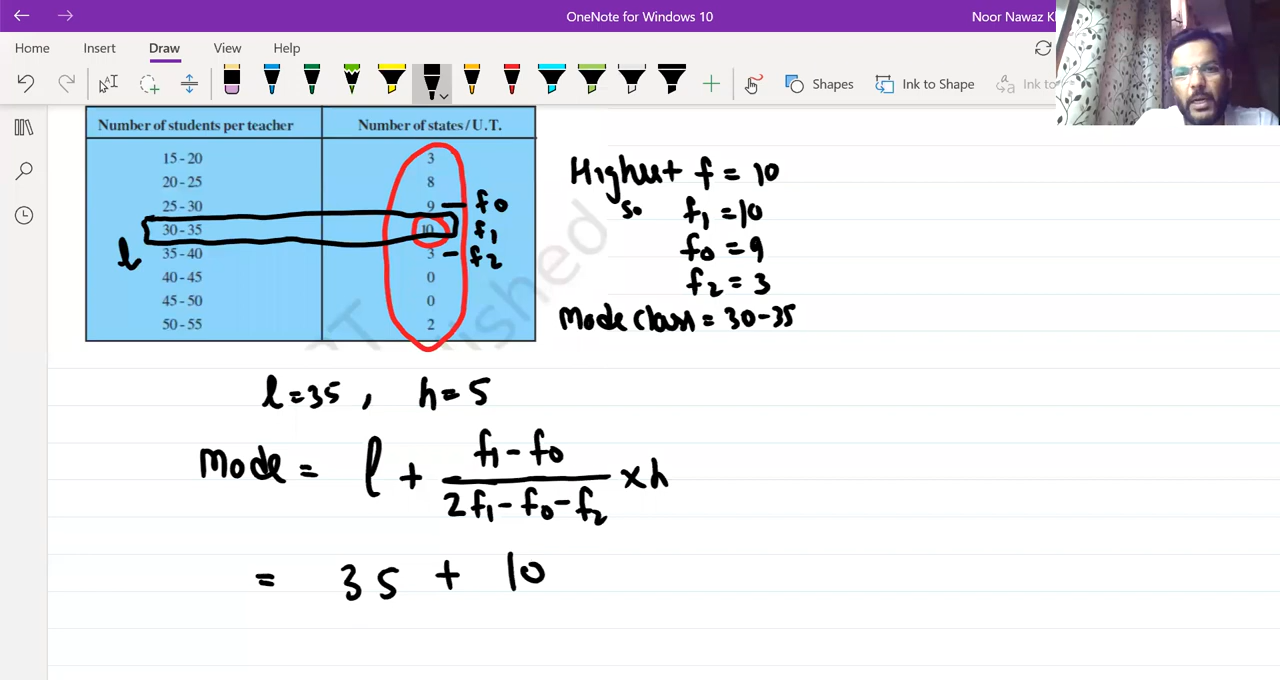 OneNote for Windows 10
Noor Nawaz K
Home Insert Draw View Help
Shapes Ink to Shape Ink to
Number of students per teacher Number of states / U.T.
15 - 20 3
20 - 25 8
25 - 30 9 f0
30 - 35 10 f1
l 35 - 40 3 f2
40 - 45 0
45 - 50 0
50 - 55 2
Highest f = 10
so f1 = 10
f0 = 9
f2 = 3
Mode class = 30-35
l = 35 , h = 5
Mode = l + f1 - f0 / 2f1 - f0 - f2 × h
= 35 + 10